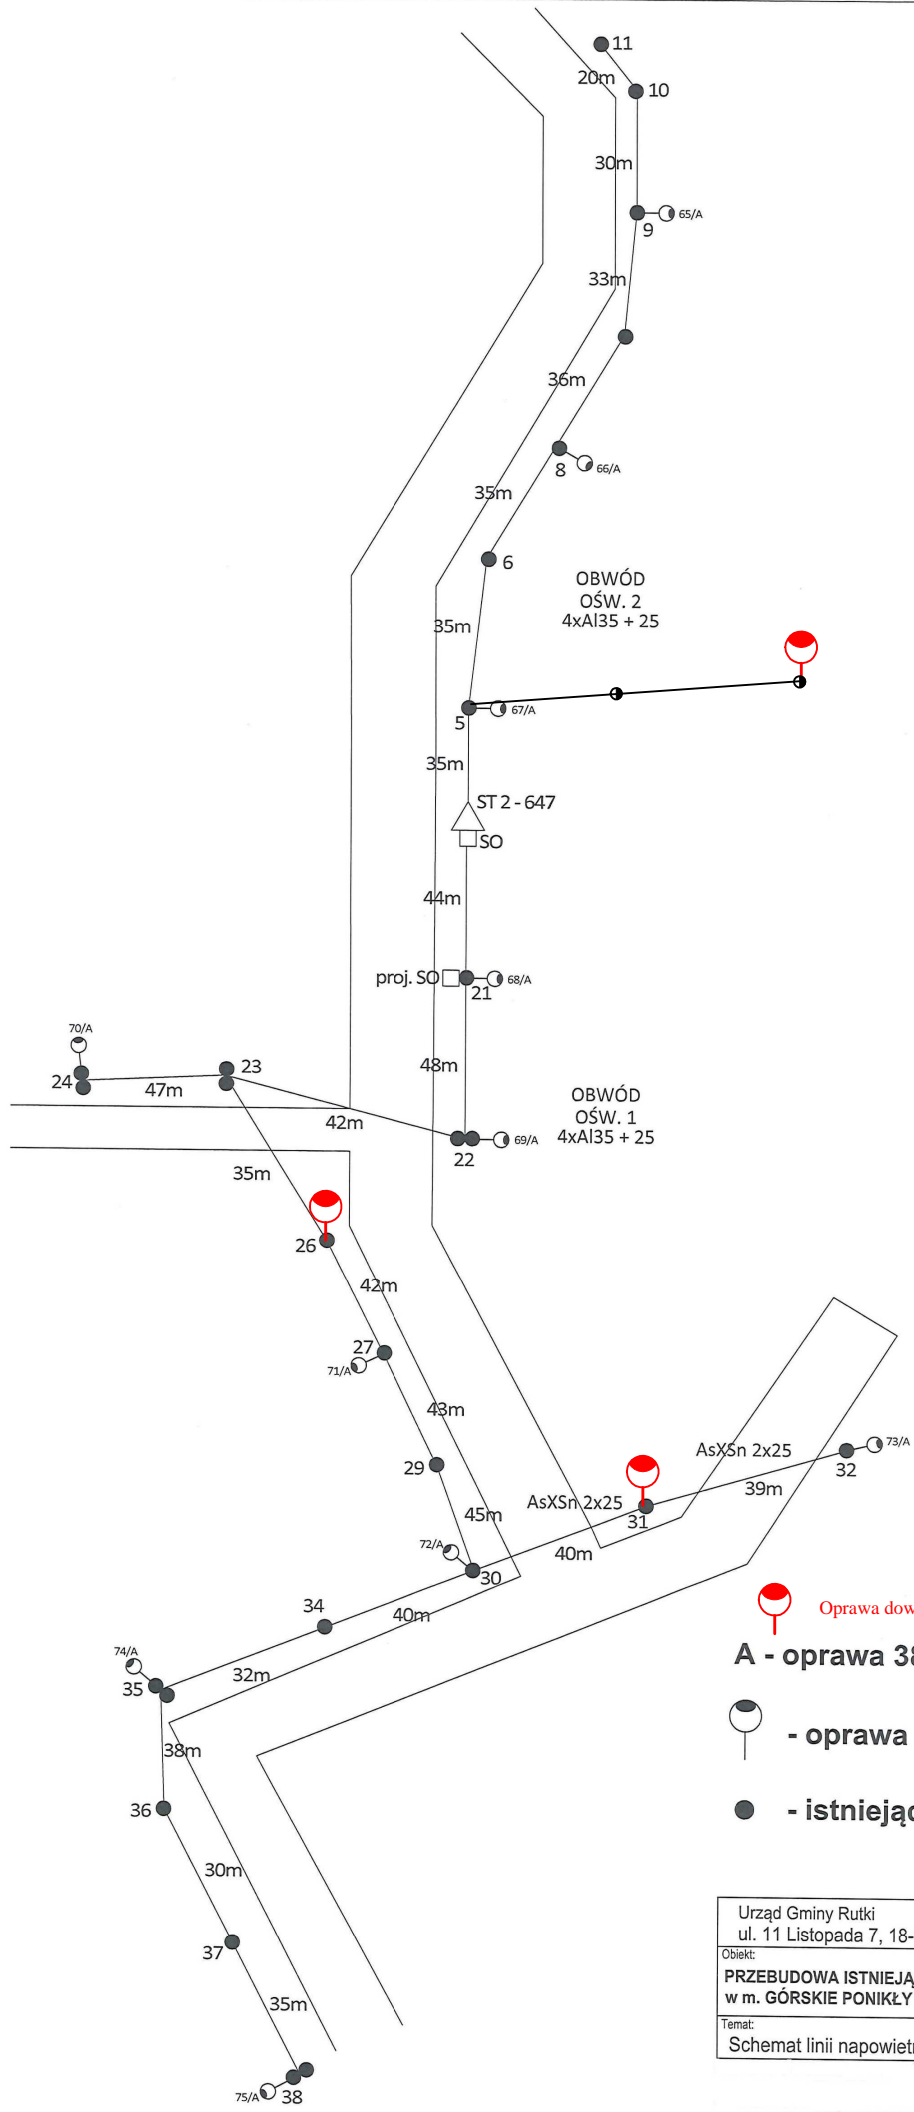 11
20m
10
30m
65/A
9
33m
36m
8
66/A
35m
6
OBWÓD
OŚW. 2
4xAl35 + 25
35m
5
67/A
35m
ST 2 - 647
SO
44m
proj. SO
21
68/A
70/A
23
24
47m
48m
42m
OBWÓD
OŚW. 1
4xAl35 + 25
22
69/A
35m
26
42m
27
71/A
43m
29
AsXSn 2x25
73/A
32
39m
AsXSn 2x25
31
45m
72/A
40m
30
34
40m
74/A
32m
35
38m
36
30m
37
35m
75/A
38
Oprawa dow
A - oprawa 38
- oprawa
- istniejąc
Urząd Gminy Rutki
ul. 11 Listopada 7, 18-
Obiekt:
PRZEBUDOWA ISTNIEJĄ
w m. GÓRSKIE PONIKŁY
Temat:
Schemat linii napowietr